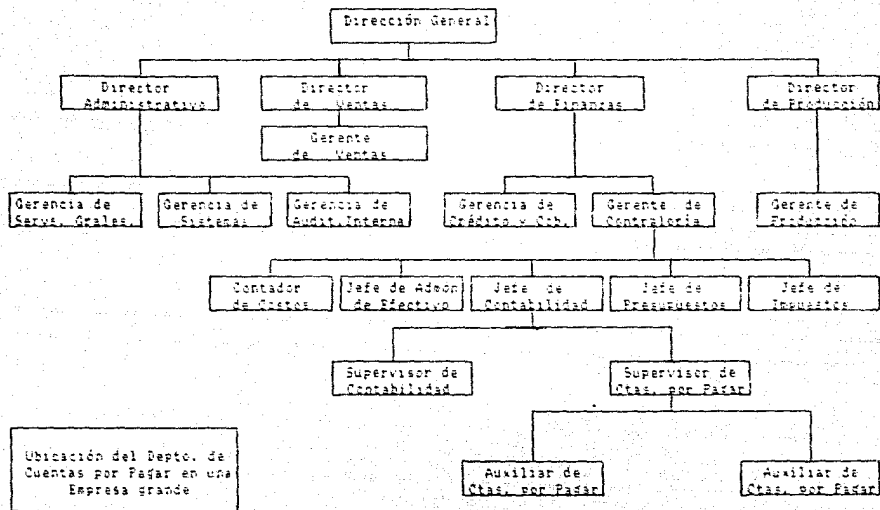 Dirección General
Director
Administrativo
Director
de Ventas
Director
de Finanzas
Director
de Producción
Gerente
de Ventas
Gerencia de
Servs. Grales.
Gerencia de
Sistemas
Gerencia de
Audit.Interna
Gerencia de
Crédito y Cob.
Gerente de
Contraloría
Gerente de
Producción
Contador
de Costos
Jefe de Admón
de Efectivo
Jefe de
Contabilidad
Jefe de
Presupuestos
Jefe de
Impuestos
Supervisor de
Contabilidad
Supervisor de
Ctas. por Pagar
Ubicación del Depto. de
Cuentas por Pagar en una
Empresa grande
Auxiliar de
Ctas. por Pagar
Auxiliar de
Ctas. por Pagar